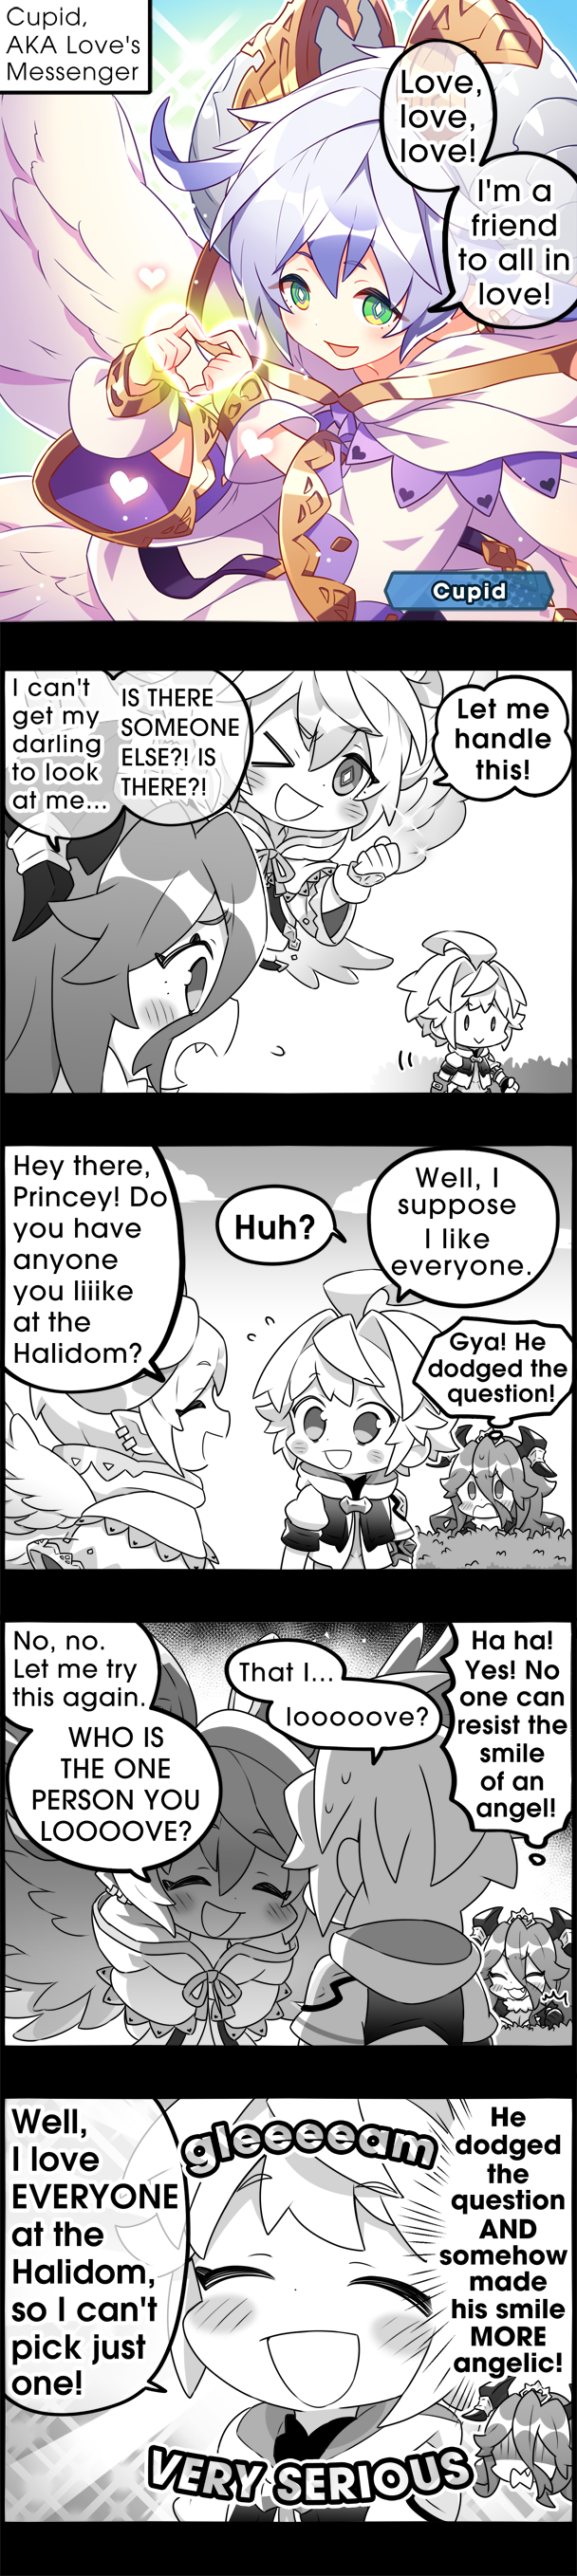 Cupid,
AKA Love's
Messenger
Love,
love,
love!
I'm a
friend
to all in
love!
Cupid
I can't
get my
darling
to look
at me...
IS THERE
SOMEONE
ELSE?! IS
THERE?!
Let me
handle
this!
Hey there,
Princey! Do
you have
anyone
you liiike
at the
Halidom?
Huh?
Well, I
suppose
I like
everyone.
Gya! He
dodged the
question!
No, no.
Let me try
this again.
WHO IS
THE ONE
PERSON YOU
LOOOOVE?
That I...
looooove?
Ha ha!
Yes! No
one can
resist the
smile
of an
angel!
Well,
I love
EVERYONE
at the
Halidom,
so I can't
pick just
one!
gleeeeam
He
dodged
the
question
AND
somehow
made
his smile
MORE
angelic!
VERY SERIOUS